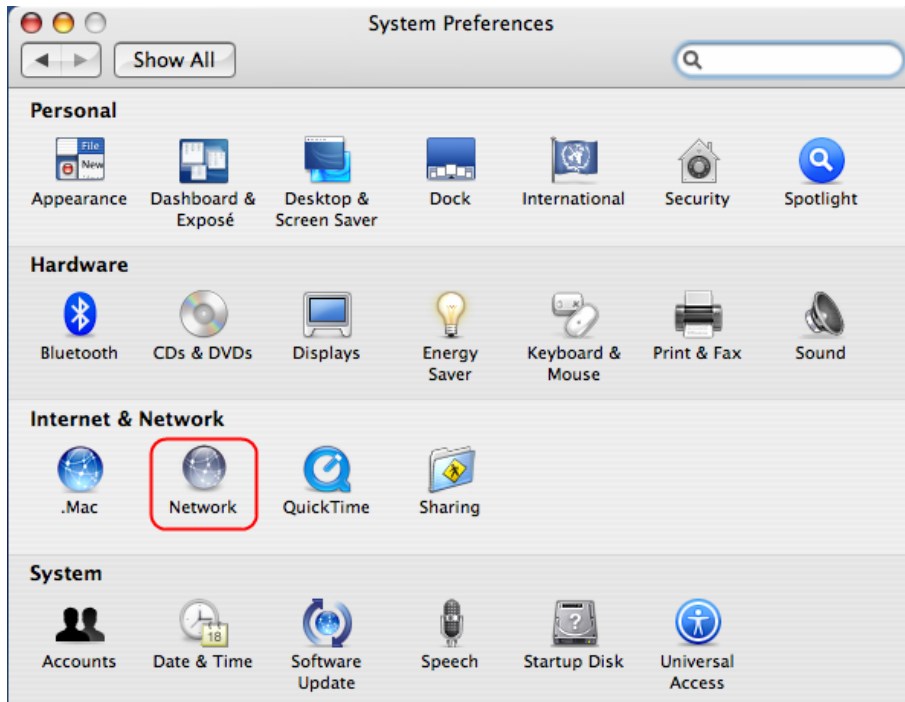 System Preferences
Show All
Personal
File
New
Appearance
Dashboard & Exposé
Desktop & Screen Saver
Dock
International
Security
Spotlight
Hardware
Bluetooth
CDs & DVDs
Displays
Energy Saver
Keyboard & Mouse
Print & Fax
Sound
Internet & Network
.Mac
Network
QuickTime
Sharing
System
18
?
Accounts
Date & Time
Software Update
Speech
Startup Disk
Universal Access